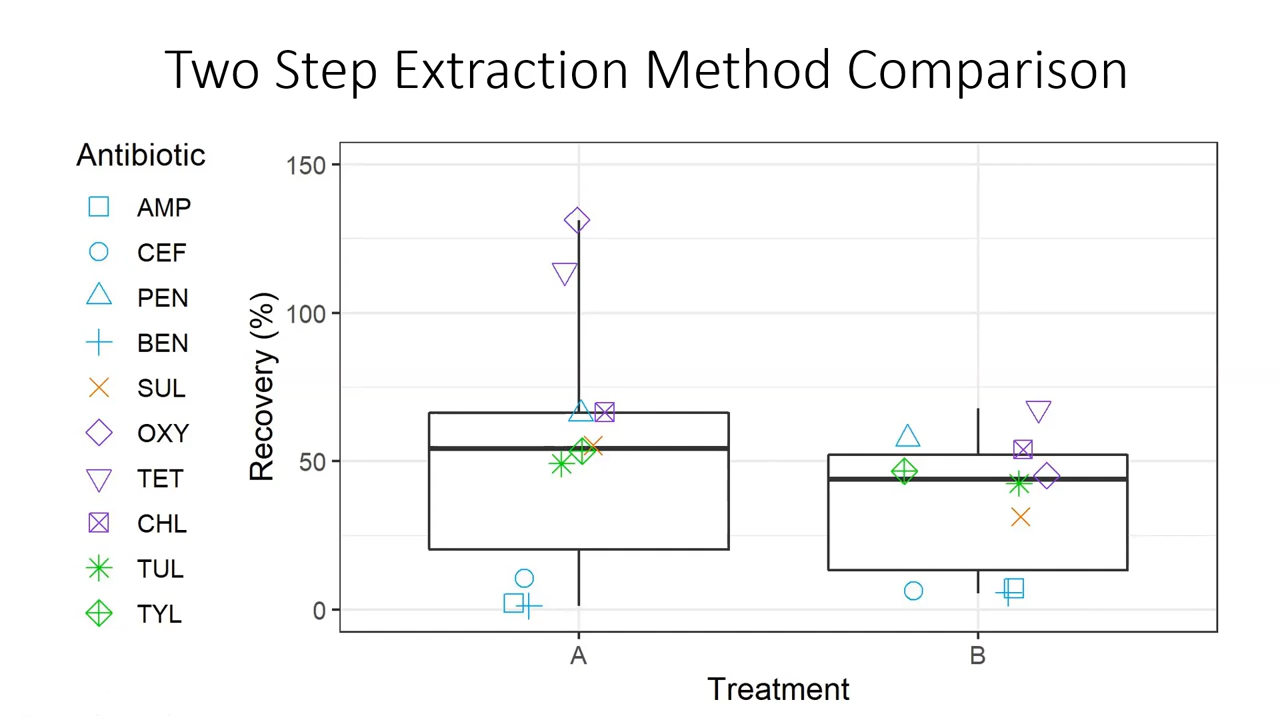 Two Step Extraction Method Comparison
Antibiotic
AMP
CEF
PEN
BEN
SUL
OXY
TET
CHL
TUL
TYL
Recovery (%)
150
100
50
0
A B
Treatment